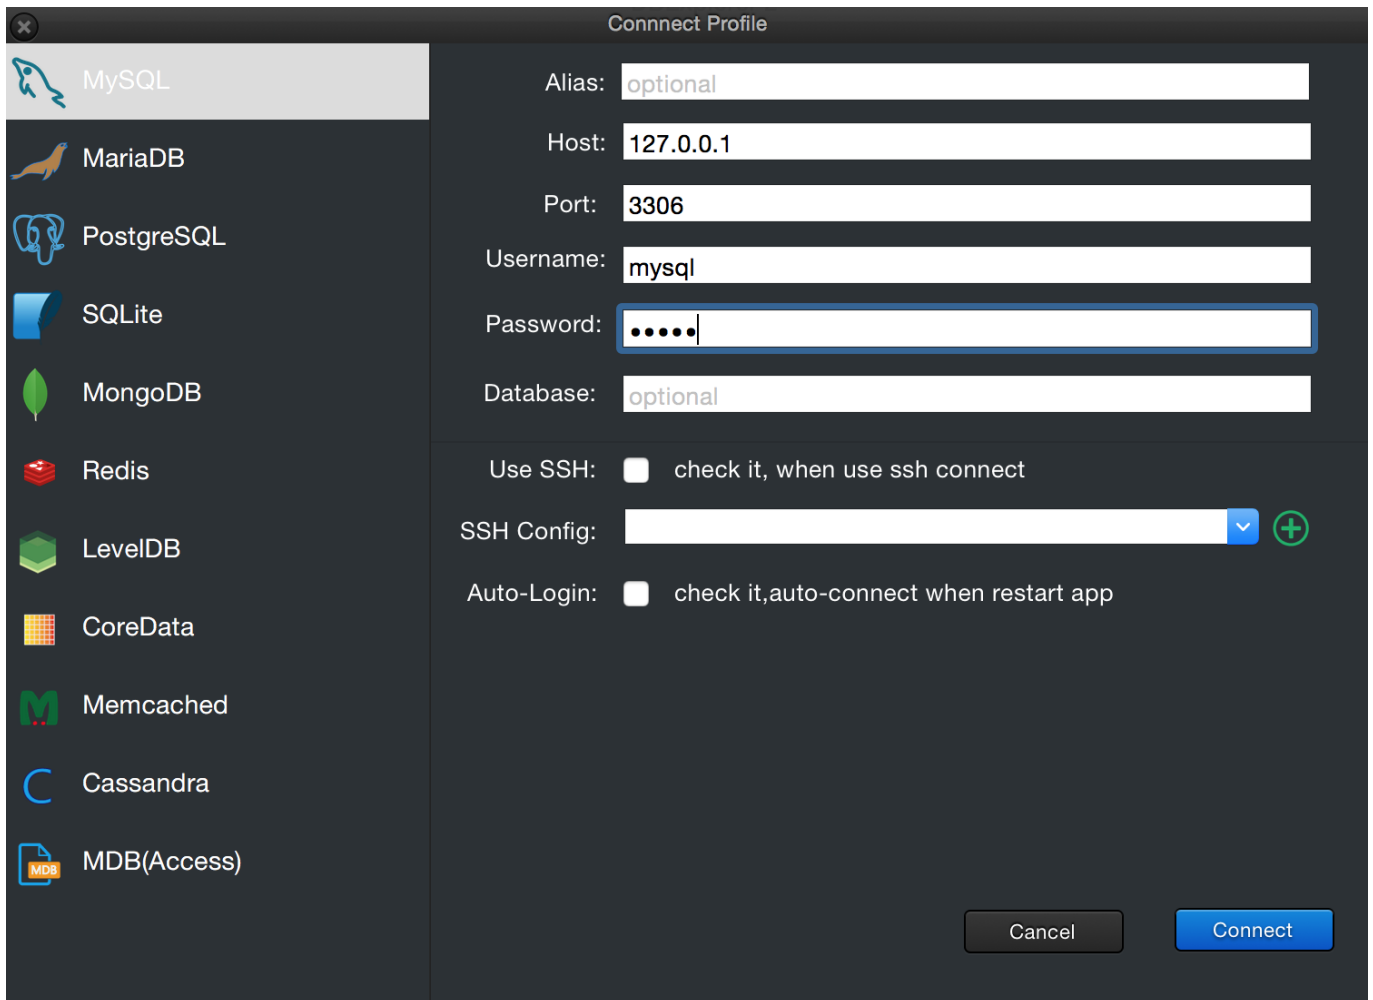 Connnect Profile
MySQL
MariaDB
PostgreSQL
SQLite
MongoDB
Redis
LevelDB
CoreData
Memcached
Cassandra
MDB
MDB(Access)
Alias: optional
Host: 127.0.0.1
Port: 3306
Username: mysql
Password: •••••
Database: optional
Use SSH: check it, when use ssh connect
SSH Config:
Auto-Login: check it,auto-connect when restart app
Cancel Connect